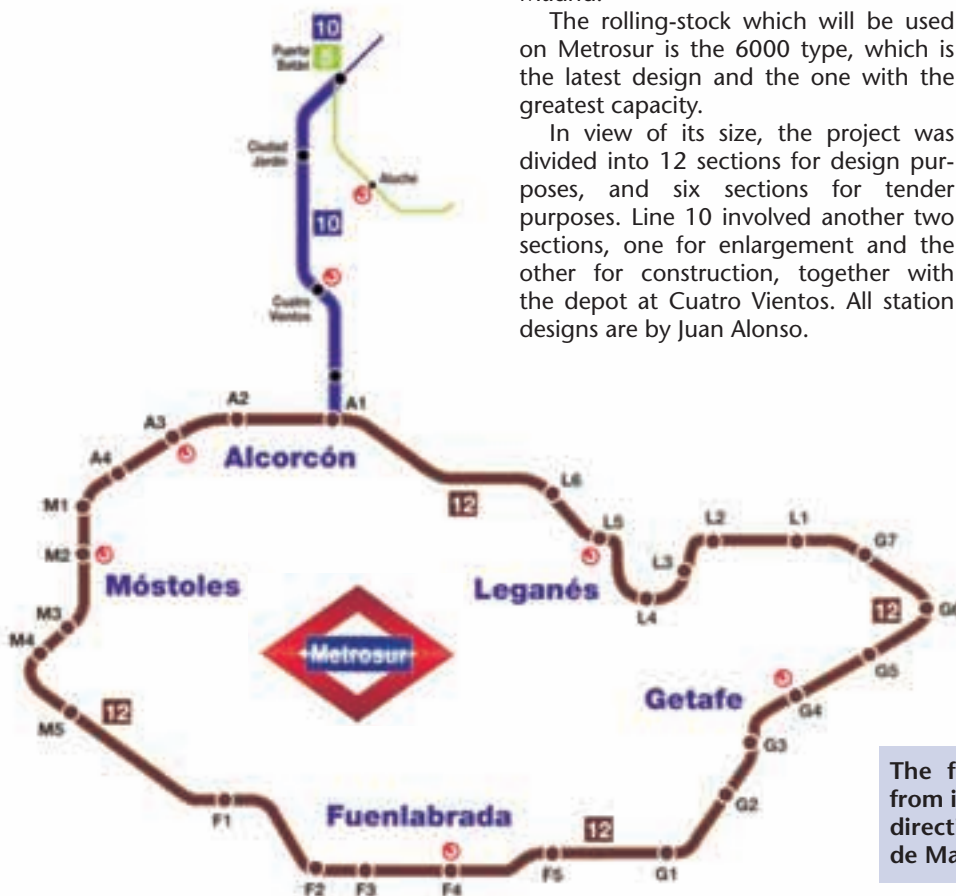 Madrid.
The rolling-stock which will be used
on Metrosur is the 6000 type, which is
the latest design and the one with the
greatest capacity.
In view of its size, the project was
divided into 12 sections for design pur-
poses, and six sections for tender
purposes. Line 10 involved another two
sections, one for enlargement and the
other for construction, together with
the depot at Cuatro Vientos. All station
designs are by Juan Alonso.
10
Batán
Ciudad
Jardín
Aluche
10
Cuatro
Vientos
A1
A2
A3
A4
Alcorcón
M1
M2
Móstoles
M3
M4
M5
12
12
L6
L5
L2
L1
L3
L4
Leganés
G7
G6
12
G5
G4
Getafe
G3
G2
Metrosur
F1
Fuenlabrada
12
F2
F3
F4
F5
G1
The f
from i
direct
de Ma